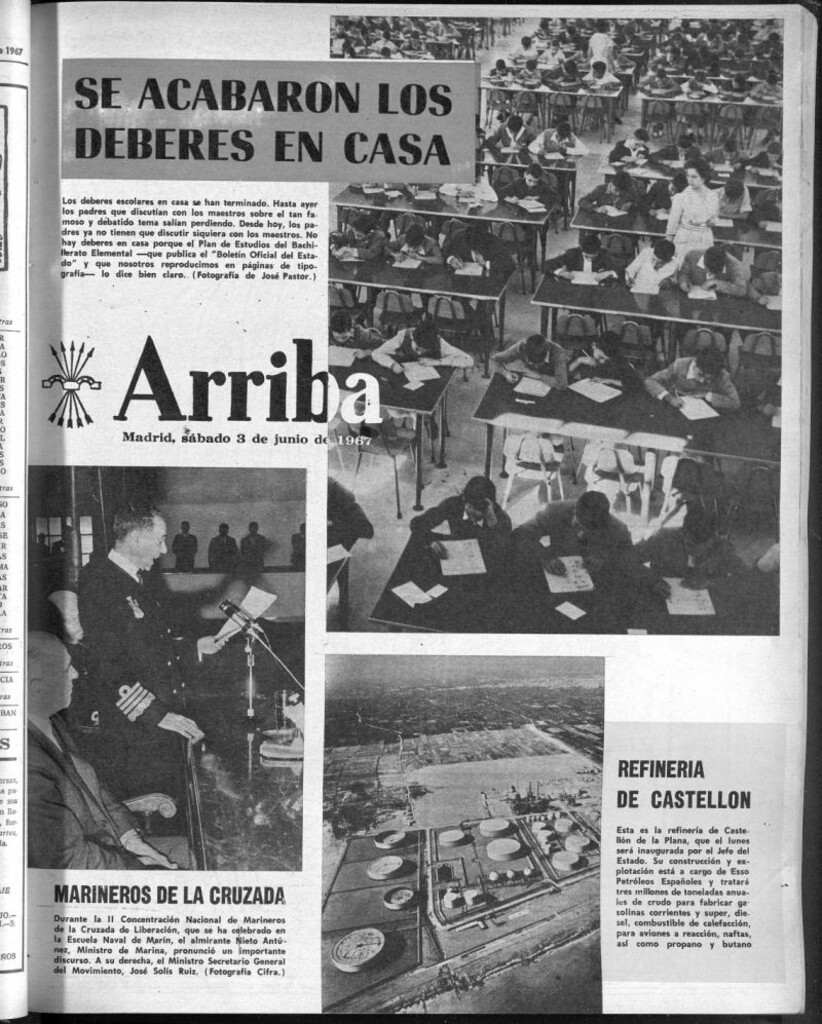 o 1967
SE ACABARON LOS
DEBERES EN CASA
Los deberes escolares en casa se han terminado. Hasta ayer
los padres que discutían con los maestros sobre el tan fa-
moso y debatido tema salían perdiendo. Desde hoy, los pa-
dres ya no tienen que discutir siquiera con los maestros. No
hay deberes en casa porque el Plan de Estudios del Bachi-
llerato Elemental —que publica el "Boletín Oficial del Esta-
do" y que nosotros reproducimos en páginas de tipo-
grafía— lo dice bien claro. (Fotografía de José Pastor.)
Arriba
Madrid, sábado 3 de junio de 1967
MARINEROS DE LA CRUZADA
Durante la II Concentración Nacional de Marineros
de la Cruzada de Liberación, que se ha celebrado en
la Escuela Naval de Marín, el almirante Nieto Antú-
nez, Ministro de Marina, pronunció un importante
discurso. A su derecha, el Ministro Secretario General
del Movimiento, José Solís Ruiz. (Fotografía Cifra.)
REFINERIA
DE CASTELLON
Esta es la refinería de Caste-
llón de la Plana, que el lunes
será inaugurada por el Jefe del
Estado. Su construcción y ex-
plotación está a cargo de Esso
Petróleos Españoles y tratará
tres millones de toneladas anua-
les de crudo para fabricar ga-
solinas corrientes y super, die-
sel, combustible de calefacción,
para aviones a reacción, naftas,
así como propano y butano